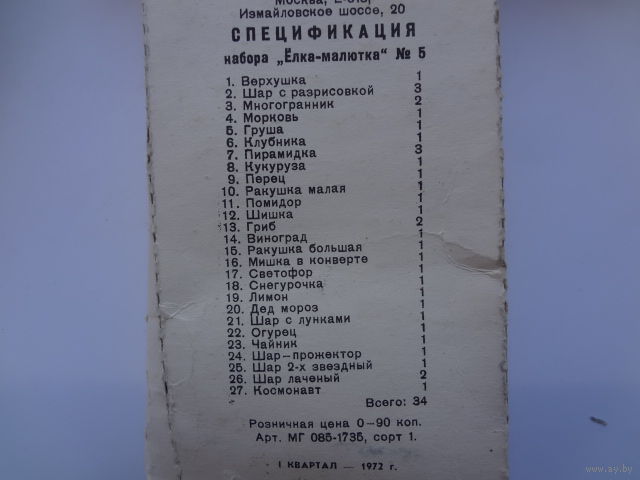 Москва, Е-318,
Измайловское шоссе, 20
СПЕЦИФИКАЦИЯ
набора „Ёлка-малютка“ № 5
1. Верхушка 1
2. Шар с разрисовкой 3
3. Многогранник 2
4. Морковь 1
5. Груша 1
6. Клубника 1
7. Пирамидка 3
8. Кукуруза 1
9. Перец 1
10. Ракушка малая 1
11. Помидор 1
12. Шишка 1
13. Гриб 2
14. Виноград 1
15. Ракушка большая 1
16. Мишка в конверте 1
17. Светофор 1
18. Снегурочка 1
19. Лимон 1
20. Дед мороз 1
21. Шар с лунками 1
22. Огурец 1
23. Чайник 1
24. Шар—прожектор 1
25. Шар 2-х звездный 1
26. Шар лаченый 2
27. Космонавт 1
Всего: 34
Розничная цена 0—90 коп.
Арт. МГ 085-1735, сорт 1.
I КВАРТАЛ — 1972 г.
www.ay.by